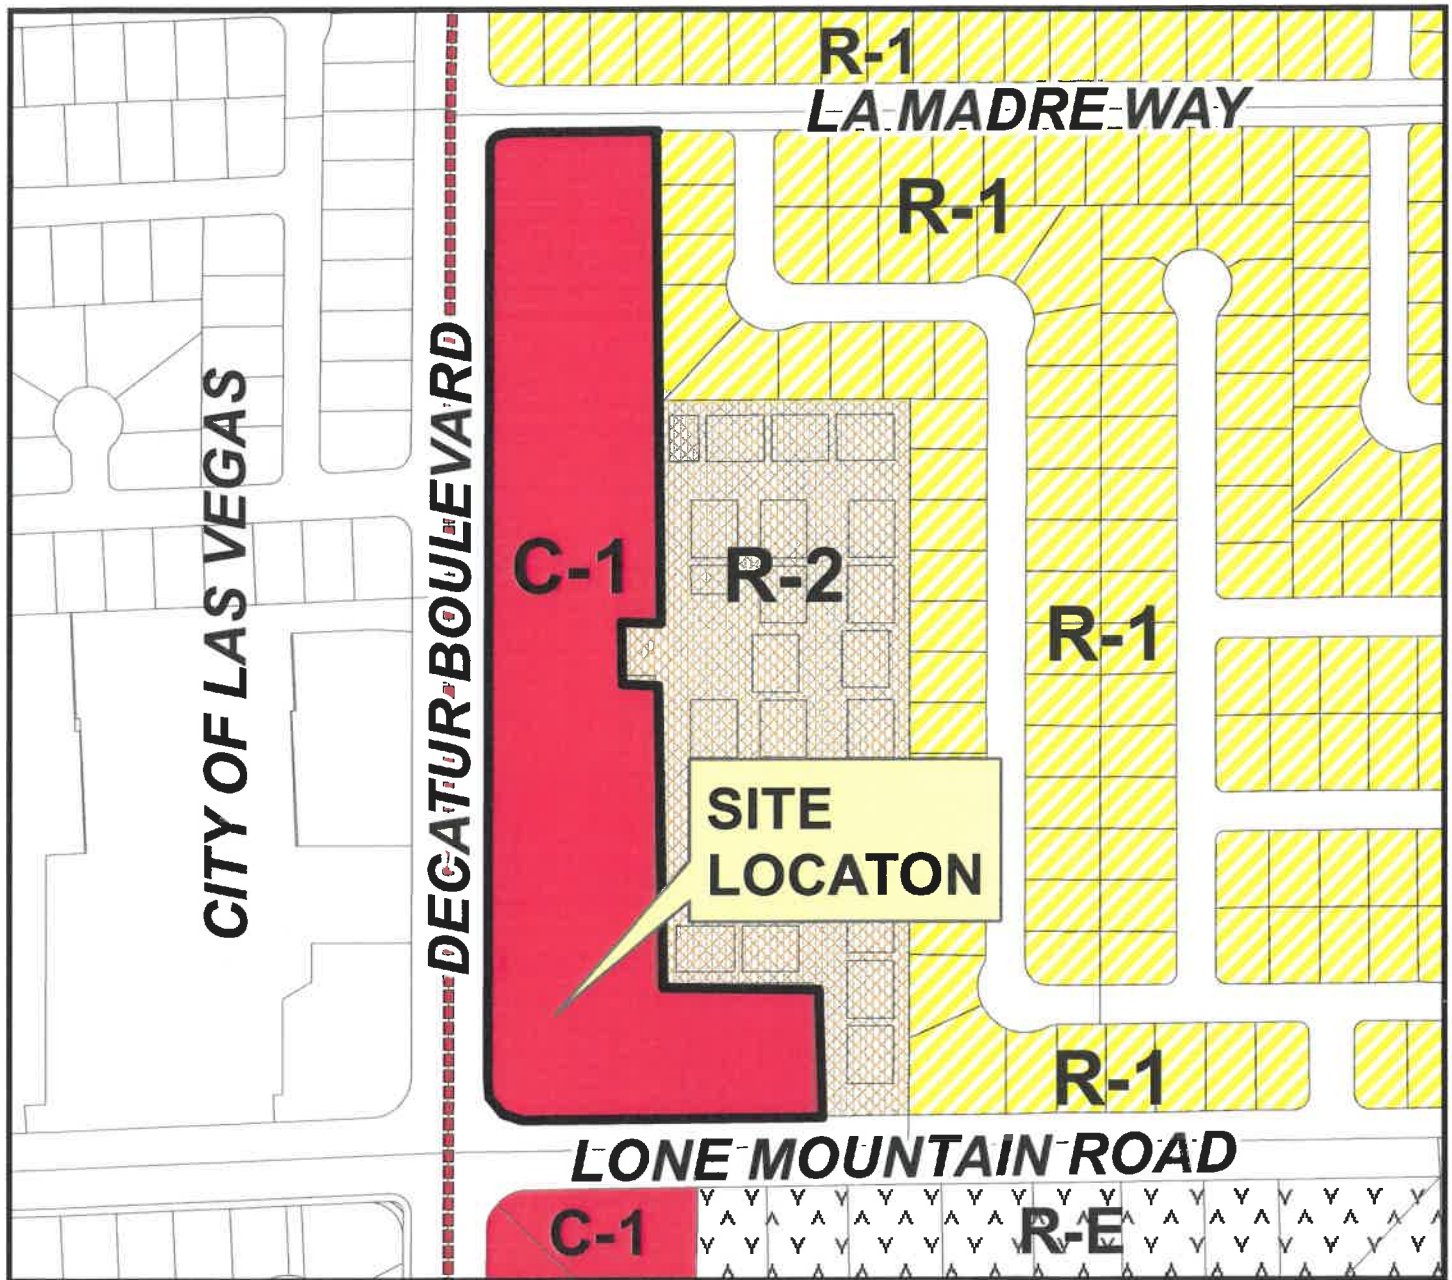 R-1
LA MADRE WAY
R-1
CITY OF LAS VEGAS
DECATUR BOULEVARD
C-1
R-2
R-1
SITE
LOCATON
R-1
LONE MOUNTAIN ROAD
C-1
R-E